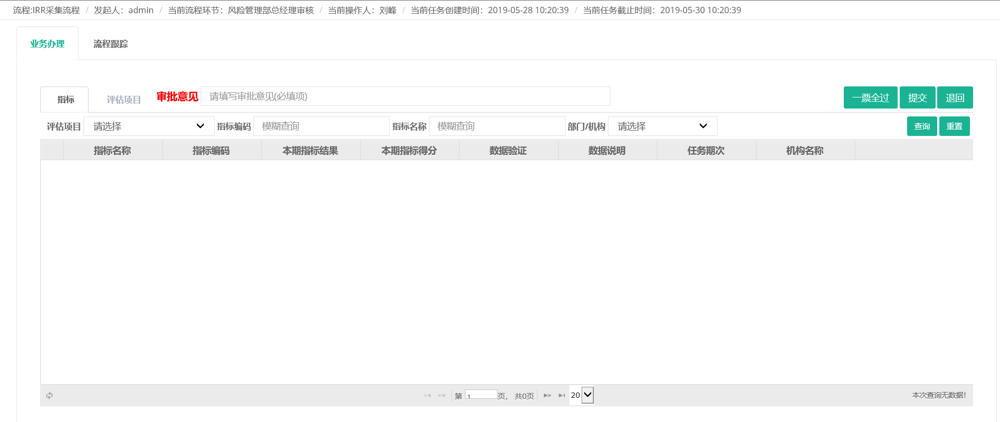 流程:IRR采集流程 / 发起人：admin / 当前流程环节：风险管理部总经理审核 / 当前操作人：刘峰 / 当前任务创建时间：2019-05-28 10:20:39 / 当前任务截止时间：2019-05-30 10:20:39
业务办理 流程跟踪
指标 评估项目 审批意见 请填写审批意见(必填项) 一票全过 提交 退回
评估项目 请选择 指标编码 模糊查询 指标名称 模糊查询 部门/机构 请选择 查询 重置
指标名称 指标编码 本期指标结果 本期指标得分 数据验证 数据说明 任务期次 机构名称
第 1 页， 共0页 20 本次查询无数据!